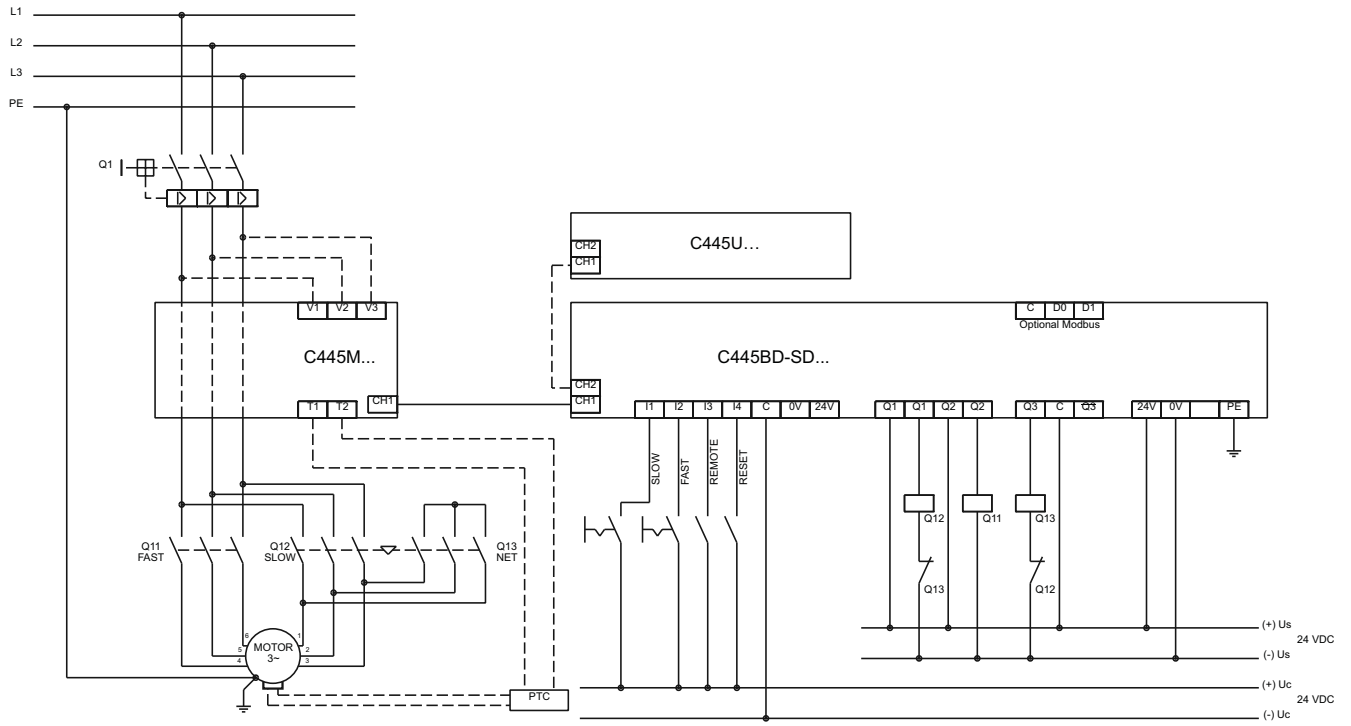 L1
L2
L3
PE
Q1
C445U...
CH2
CH1
V1 V2 V3
C445M...
T1 T2
CH1
C D0 D1
Optional Modbus
C445BD-SD...
CH2
CH1
I1 I2 I3 I4 C 0V 24V
Q1 Q1 Q2 Q2
Q3 C Q3
24V 0V PE
SLOW
FAST
REMOTE
RESET
Q12
Q11
Q13
Q13
Q12
Q11
FAST
Q12
SLOW
Q13
NET
6 1
5 2
4 3
MOTOR
3~
PTC
(+) Us
24 VDC
(-) Us
(+) Uc
24 VDC
(-) Uc